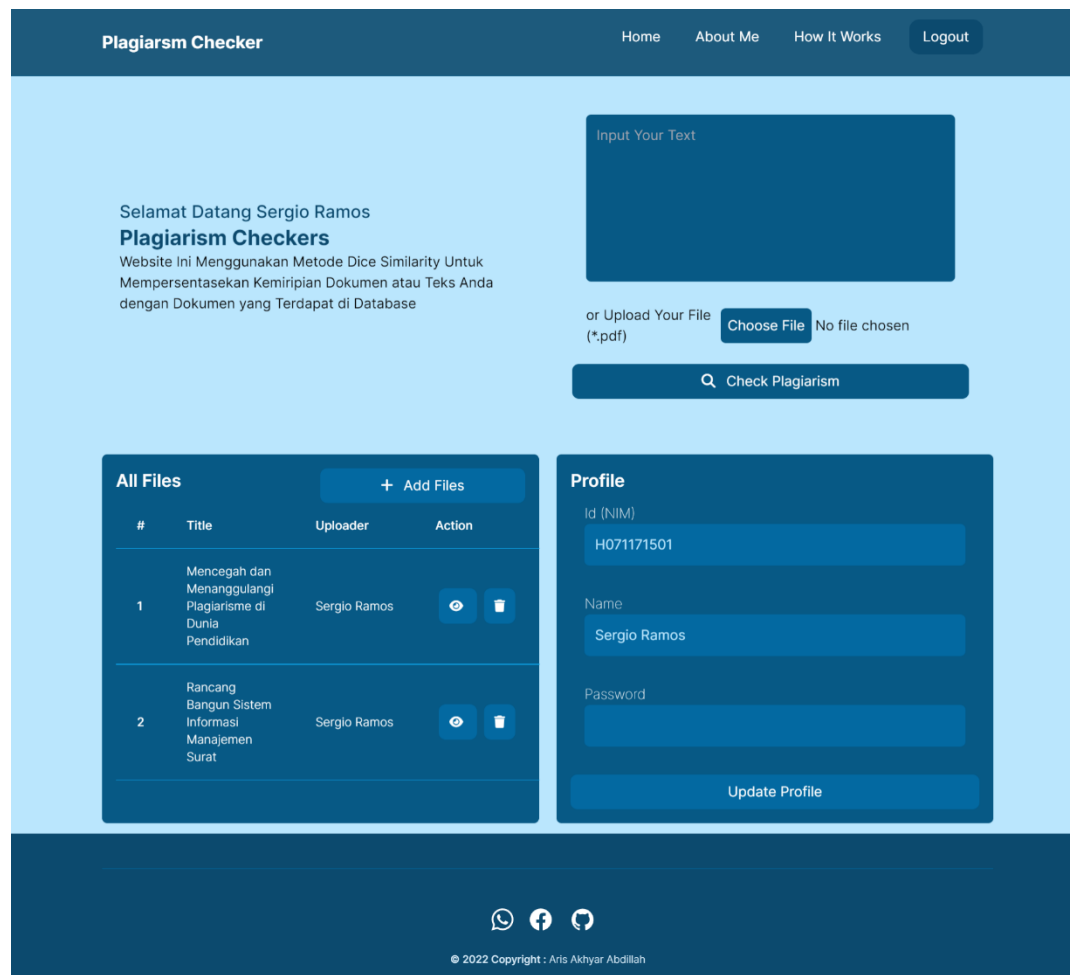 Plagiarsm Checker
Home
About Me
How It Works
Logout
Selamat Datang Sergio Ramos
Plagiarism Checkers
Website Ini Menggunakan Metode Dice Similarity Untuk
Mempersentasekan Kemiripian Dokumen atau Teks Anda
dengan Dokumen yang Terdapat di Database
Input Your Text
or Upload Your File
(*.pdf)
Choose File No file chosen
Check Plagiarism
All Files
+ Add Files
# Title Uploader Action
1
Mencegah dan
Menanggulangi
Plagiarisme di
Dunia
Pendidikan
Sergio Ramos
2
Rancang
Bangun Sistem
Informasi
Manajemen
Surat
Sergio Ramos
Profile
Id (NIM)
H071171501
Name
Sergio Ramos
Password
Update Profile
© 2022 Copyright : Aris Akhyar Abdillah